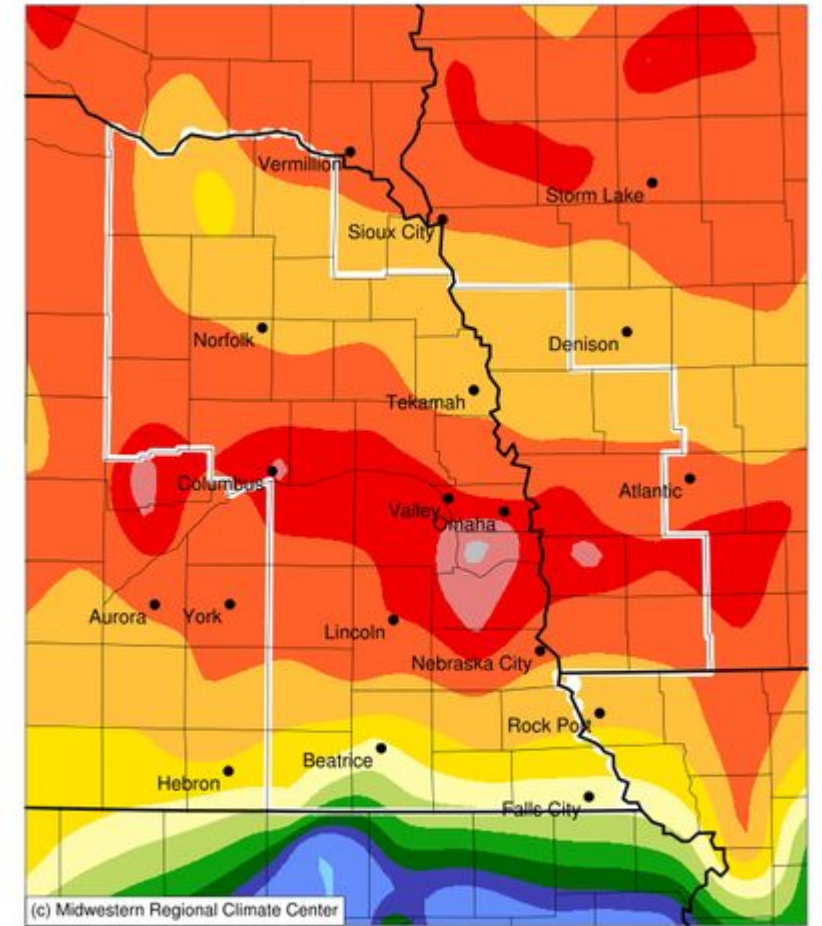 Vermillion
Storm Lake
Sioux City
Norfolk
Denison
Tekamah
Columbus
Atlantic
Valley
Omaha
Aurora
York
Lincoln
Nebraska City
Rock Port
Beatrice
Hebron
Falls City
(c) Midwestern Regional Climate Center